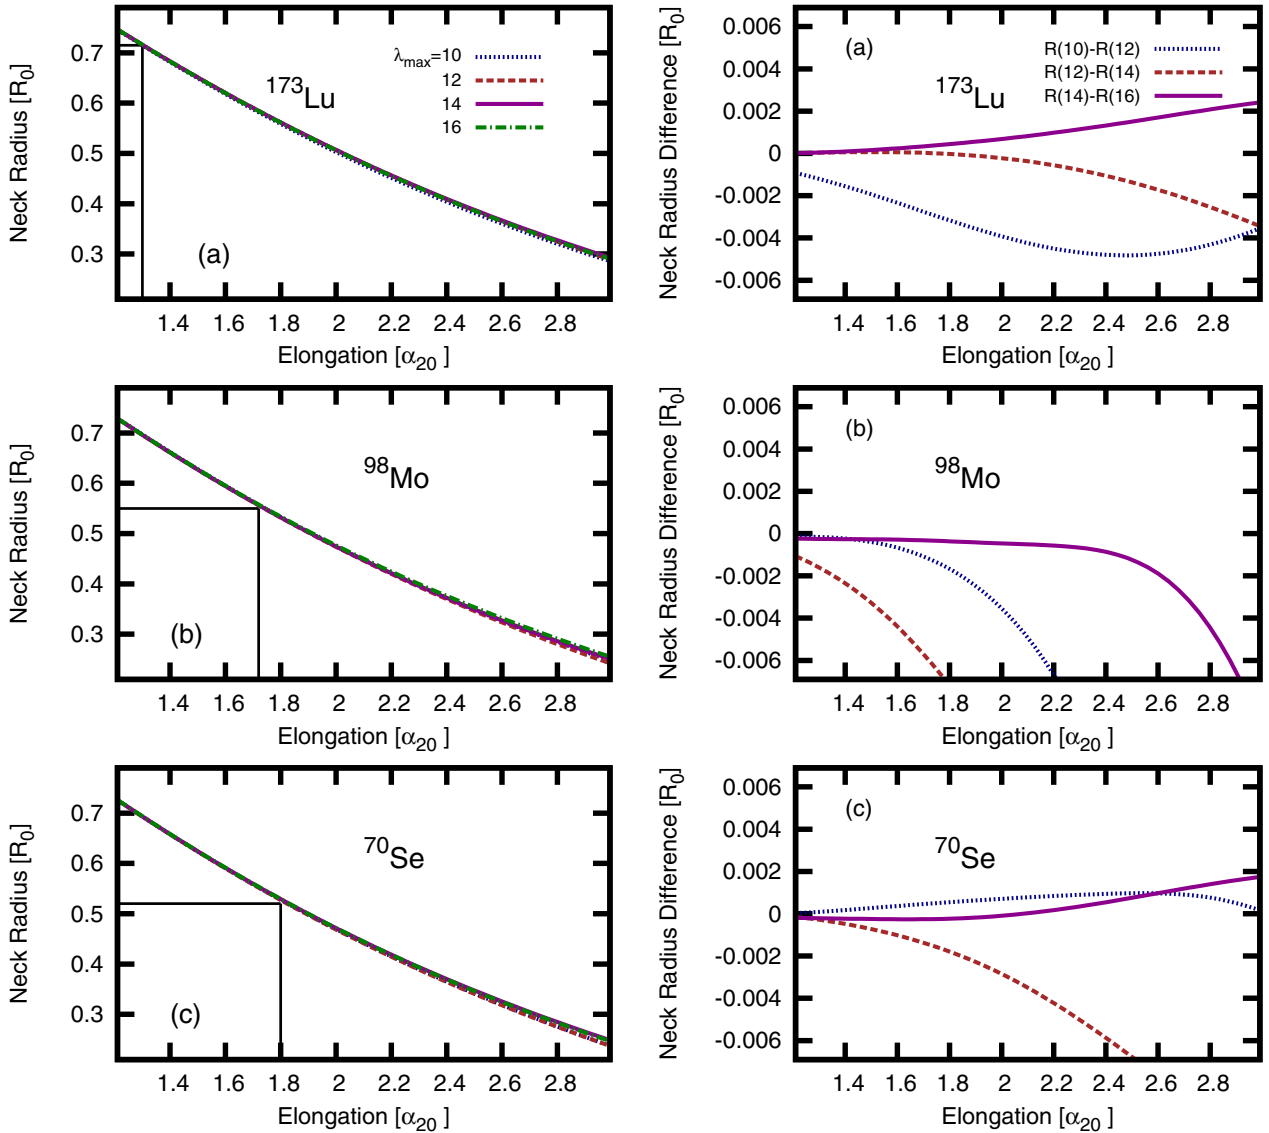 Neck Radius [R0]
0.7
0.6
0.5
0.4
0.3
173Lu
λmax=10
12
14
16
(a)
1.4 1.6 1.8 2 2.2 2.4 2.6 2.8
Elongation [α20 ]
Neck Radius Difference [R0]
0.006
0.004
0.002
0
-0.002
-0.004
-0.006
(a)
173Lu
R(10)-R(12)
R(12)-R(14)
R(14)-R(16)
1.4 1.6 1.8 2 2.2 2.4 2.6 2.8
Elongation [α20 ]
Neck Radius [R0]
0.7
0.6
0.5
0.4
0.3
98Mo
(b)
1.4 1.6 1.8 2 2.2 2.4 2.6 2.8
Elongation [α20 ]
Neck Radius Difference [R0]
0.006
0.004
0.002
0
-0.002
-0.004
-0.006
(b)
98Mo
1.4 1.6 1.8 2 2.2 2.4 2.6 2.8
Elongation [α20 ]
Neck Radius [R0]
0.7
0.6
0.5
0.4
0.3
70Se
(c)
1.4 1.6 1.8 2 2.2 2.4 2.6 2.8
Elongation [α20 ]
Neck Radius Difference [R0]
0.006
0.004
0.002
0
-0.002
-0.004
-0.006
(c)
70Se
1.4 1.6 1.8 2 2.2 2.4 2.6 2.8
Elongation [α20 ]